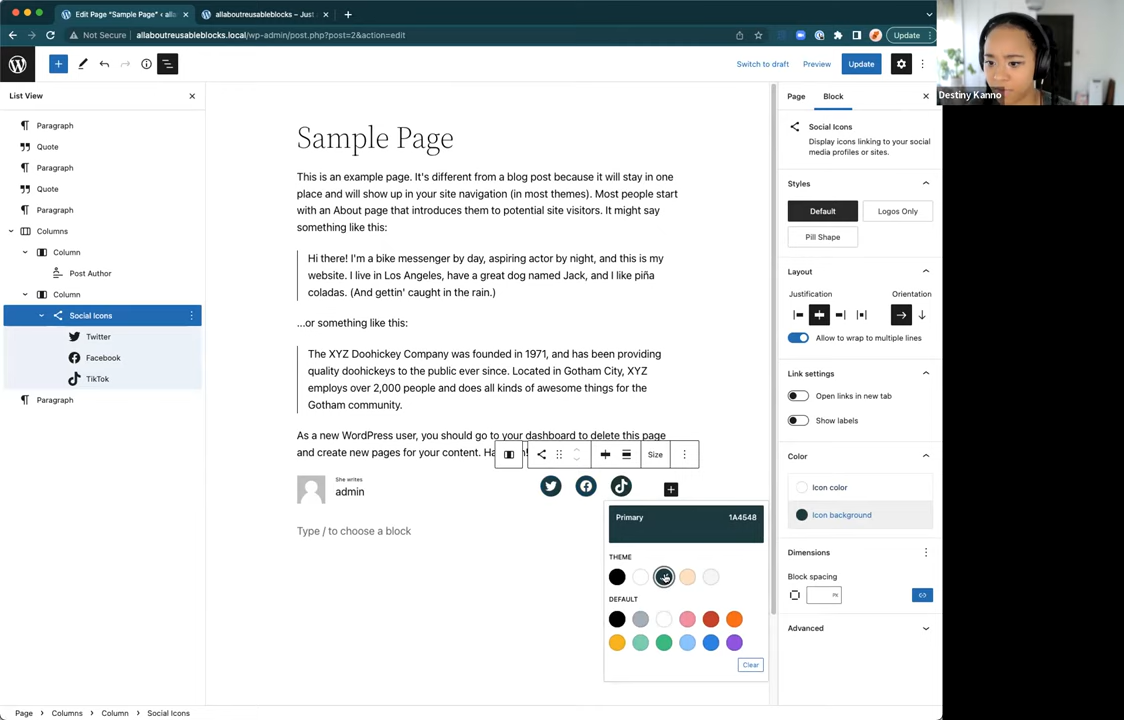 Edit Page “Sample Page” ‹ all
allaboutreusableblocks – Just
Not Secure
allaboutreusableblocks.local/wp-admin/post.php?post=2&action=edit
Update
Switch to draft
Preview
Update
Destiny Kanno
List View
Paragraph
Quote
Paragraph
Quote
Paragraph
Columns
Column
Post Author
Column
Social Icons
Twitter
Facebook
TikTok
Paragraph
Sample Page
This is an example page. It's different from a blog post because it will stay in one
place and will show up in your site navigation (in most themes). Most people start
with an About page that introduces them to potential site visitors. It might say
something like this:
Hi there! I'm a bike messenger by day, aspiring actor by night, and this is my
website. I live in Los Angeles, have a great dog named Jack, and I like piña
coladas. (And gettin' caught in the rain.)
...or something like this:
The XYZ Doohickey Company was founded in 1971, and has been providing
quality doohickeys to the public ever since. Located in Gotham City, XYZ
employs over 2,000 people and does all kinds of awesome things for the
Gotham community.
As a new WordPress user, you should go to your dashboard to delete this page
and create new pages for your content.
Size
She writes
admin
Type / to choose a block
Primary
1A4548
THEME
DEFAULT
Clear
Page
Block
Social Icons
Display icons linking to your social
media profiles or sites.
Styles
Default
Logos Only
Pill Shape
Layout
Justification
Orientation
Allow to wrap to multiple lines
Link settings
Open links in new tab
Show labels
Color
Icon color
Icon background
Dimensions
Block spacing
PX
Advanced
Page
Columns
Column
Social Icons